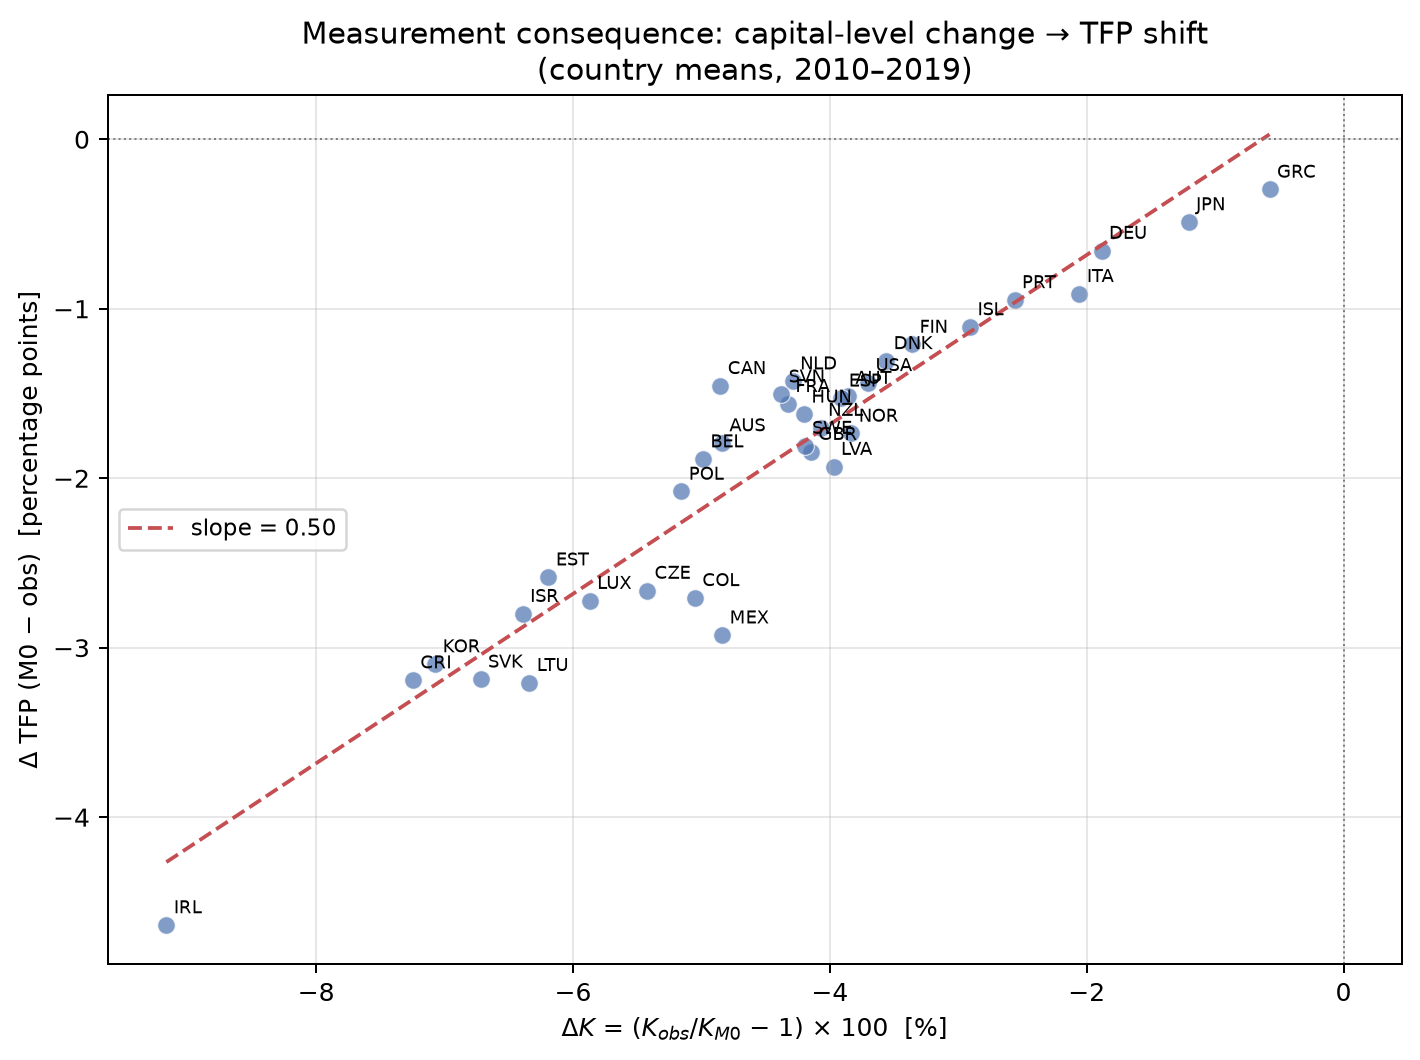 Measurement consequence: capital-level change → TFP shift
(country means, 2010–2019)
Δ TFP (M0 − obs)  [percentage points]
0
−1
−2
−3
−4
GRC
JPN
DEU
ITA
PRT
ISL
FIN
DNK
USA
AUT
ESP
NLD
CAN
SVN
FRA
HUN
NZL
NOR
AUS
SWE
GBR
BEL
LVA
POL
slope = 0.50
EST
CZE
COL
LUX
ISR
MEX
KOR
CRI
SVK
LTU
IRL
−8
−6
−4
−2
0
ΔK = (K_obs/K_M0 − 1) × 100  [%]